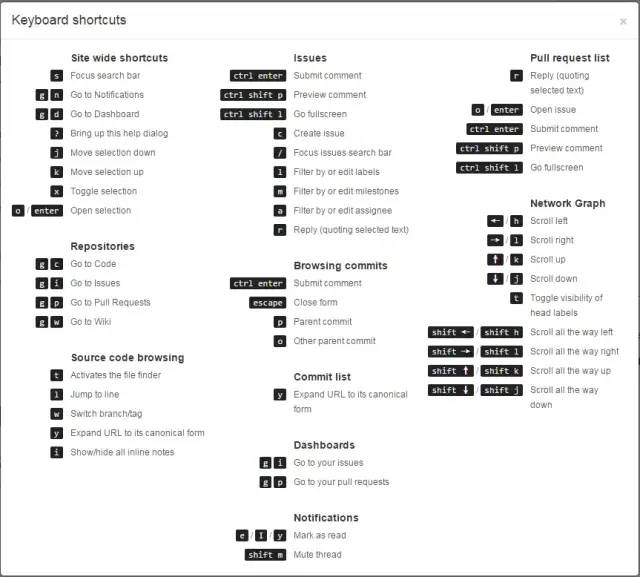 Keyboard shortcuts ×
Site wide shortcuts
s Focus search bar
g n Go to Notifications
g d Go to Dashboard
? Bring up this help dialog
j Move selection down
k Move selection up
x Toggle selection
o / enter Open selection
Repositories
g c Go to Code
g i Go to Issues
g p Go to Pull Requests
g w Go to Wiki
Source code browsing
t Activates the file finder
l Jump to line
w Switch branch/tag
y Expand URL to its canonical form
i Show/hide all inline notes
Issues
ctrl enter Submit comment
ctrl shift p Preview comment
ctrl shift l Go fullscreen
c Create issue
/ Focus issues search bar
l Filter by or edit labels
m Filter by or edit milestones
a Filter by or edit assignee
r Reply (quoting selected text)
Browsing commits
ctrl enter Submit comment
escape Close form
p Parent commit
o Other parent commit
Commit list
y Expand URL to its canonical
form
Dashboards
g i Go to your issues
g p Go to your pull requests
Notifications
e / I / y Mark as read
shift m Mute thread
Pull request list
r Reply (quoting
selected text)
o / enter Open issue
ctrl enter Submit comment
ctrl shift p Preview comment
ctrl shift l Go fullscreen
Network Graph
← / h Scroll left
→ / l Scroll right
↑ / k Scroll up
↓ / j Scroll down
t Toggle visibility of
head labels
shift ← / shift h Scroll all the way left
shift → / shift l Scroll all the way right
shift ↑ / shift k Scroll all the way up
shift ↓ / shift j Scroll all the way
down